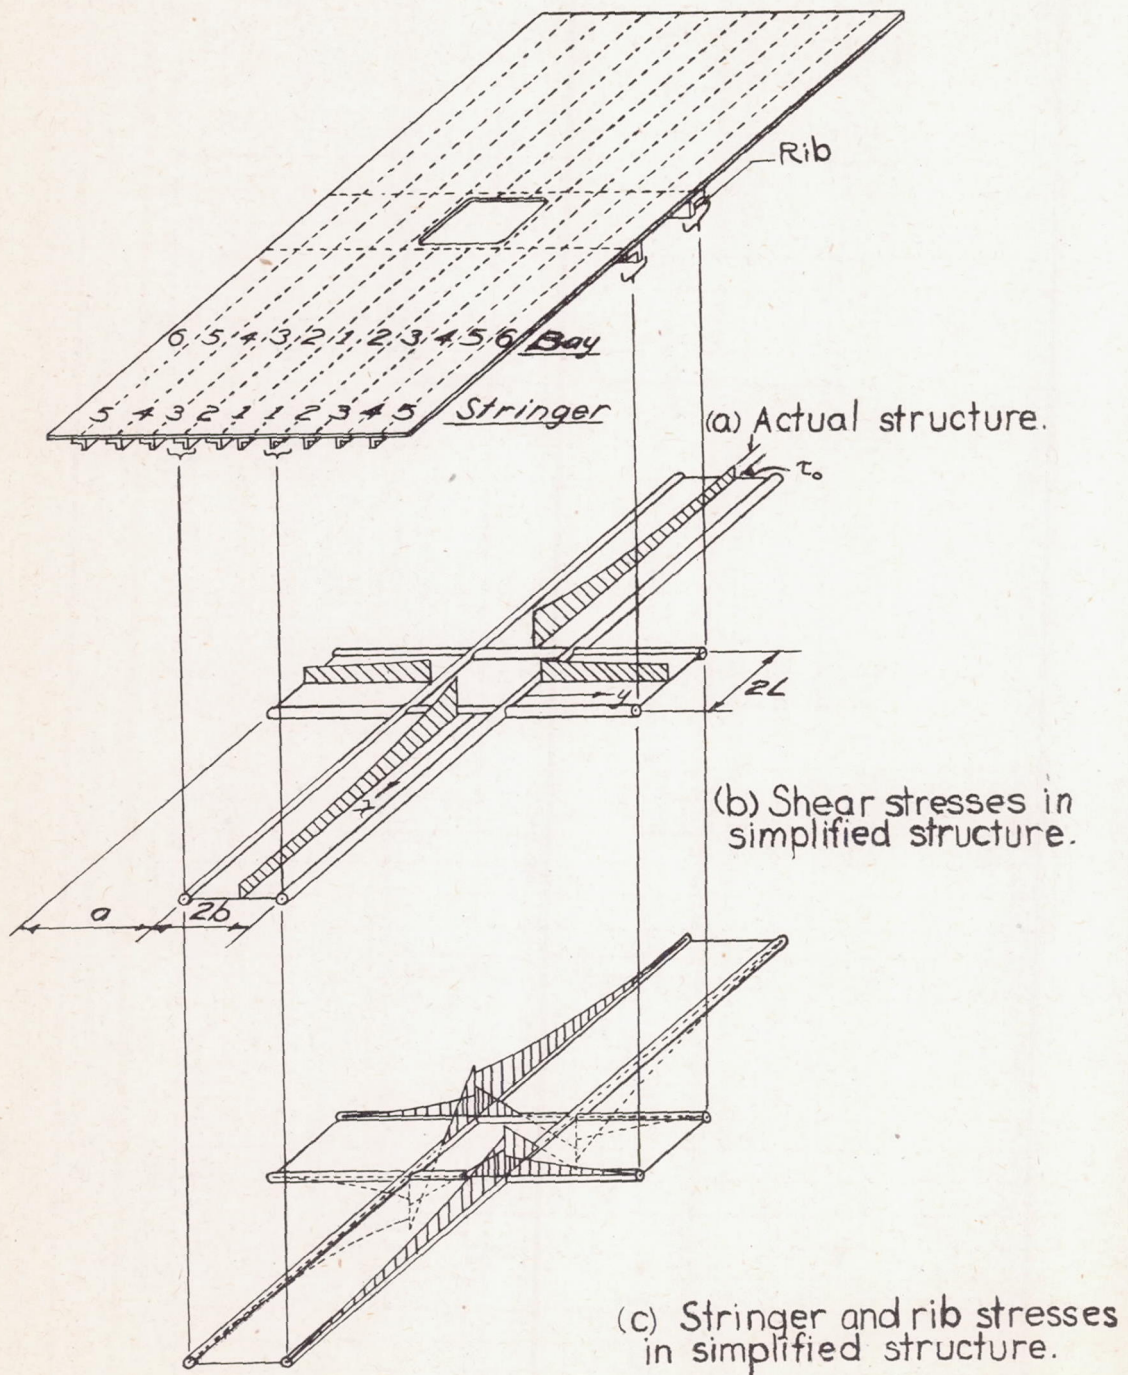 Rib
6 5 4 3 2 1 2 3 4 5 6 Bay
5 4 3 2 1 1 2 3 4 5 Stringer
(a) Actual structure.
τ₀
2L
y
x
(b) Shear stresses in
simplified structure.
a
2b
(c) Stringer and rib stresses
in simplified structure.